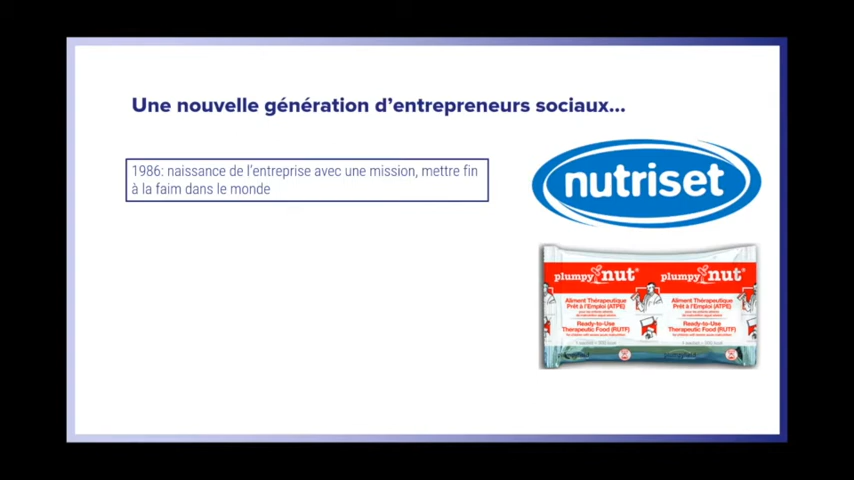 Une nouvelle génération d'entrepreneurs sociaux...
1986: naissance de l'entreprise avec une mission, mettre fin
à la faim dans le monde
nutriset
plumpy nut® plumpy nut®
Aliment Thérapeutique Aliment Thérapeutique
Prêt à l'Emploi (ATPE) Prêt à l'Emploi (ATPE)
Ready-to-Use Ready-to-Use
Therapeutic Food (RUTF) Therapeutic Food (RUTF)